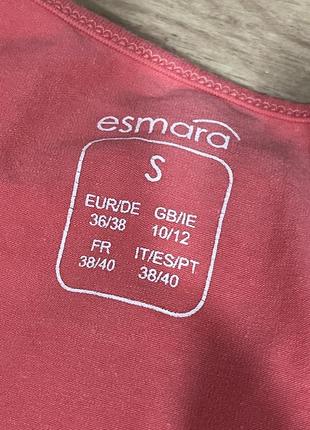 esmara
S
EUR/DE GB/IE
36/38 10/12
FR IT/ES/PT
38/40 38/40